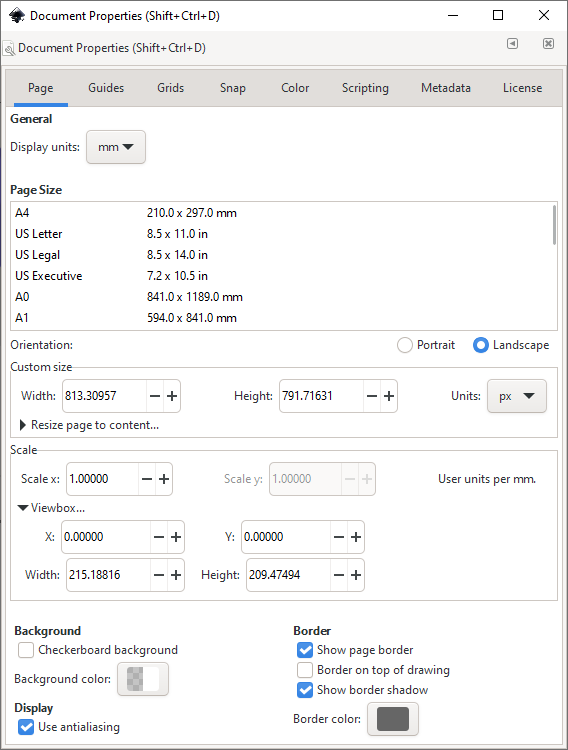 Document Properties (Shift+Ctrl+D)
Document Properties (Shift+Ctrl+D)
Page Guides Grids Snap Color Scripting Metadata License
General
Display units: mm
Page Size
A4 210.0 x 297.0 mm
US Letter 8.5 x 11.0 in
US Legal 8.5 x 14.0 in
US Executive 7.2 x 10.5 in
A0 841.0 x 1189.0 mm
A1 594.0 x 841.0 mm
Orientation: Portrait Landscape
Custom size
Width: 813.30957 Height: 791.71631 Units: px
Resize page to content...
Scale
Scale x: 1.00000 Scale y: 1.00000 User units per mm.
Viewbox...
X: 0.00000 Y: 0.00000
Width: 215.18816 Height: 209.47494
Background
Checkerboard background
Background color:
Display
Use antialiasing
Border
Show page border
Border on top of drawing
Show border shadow
Border color: